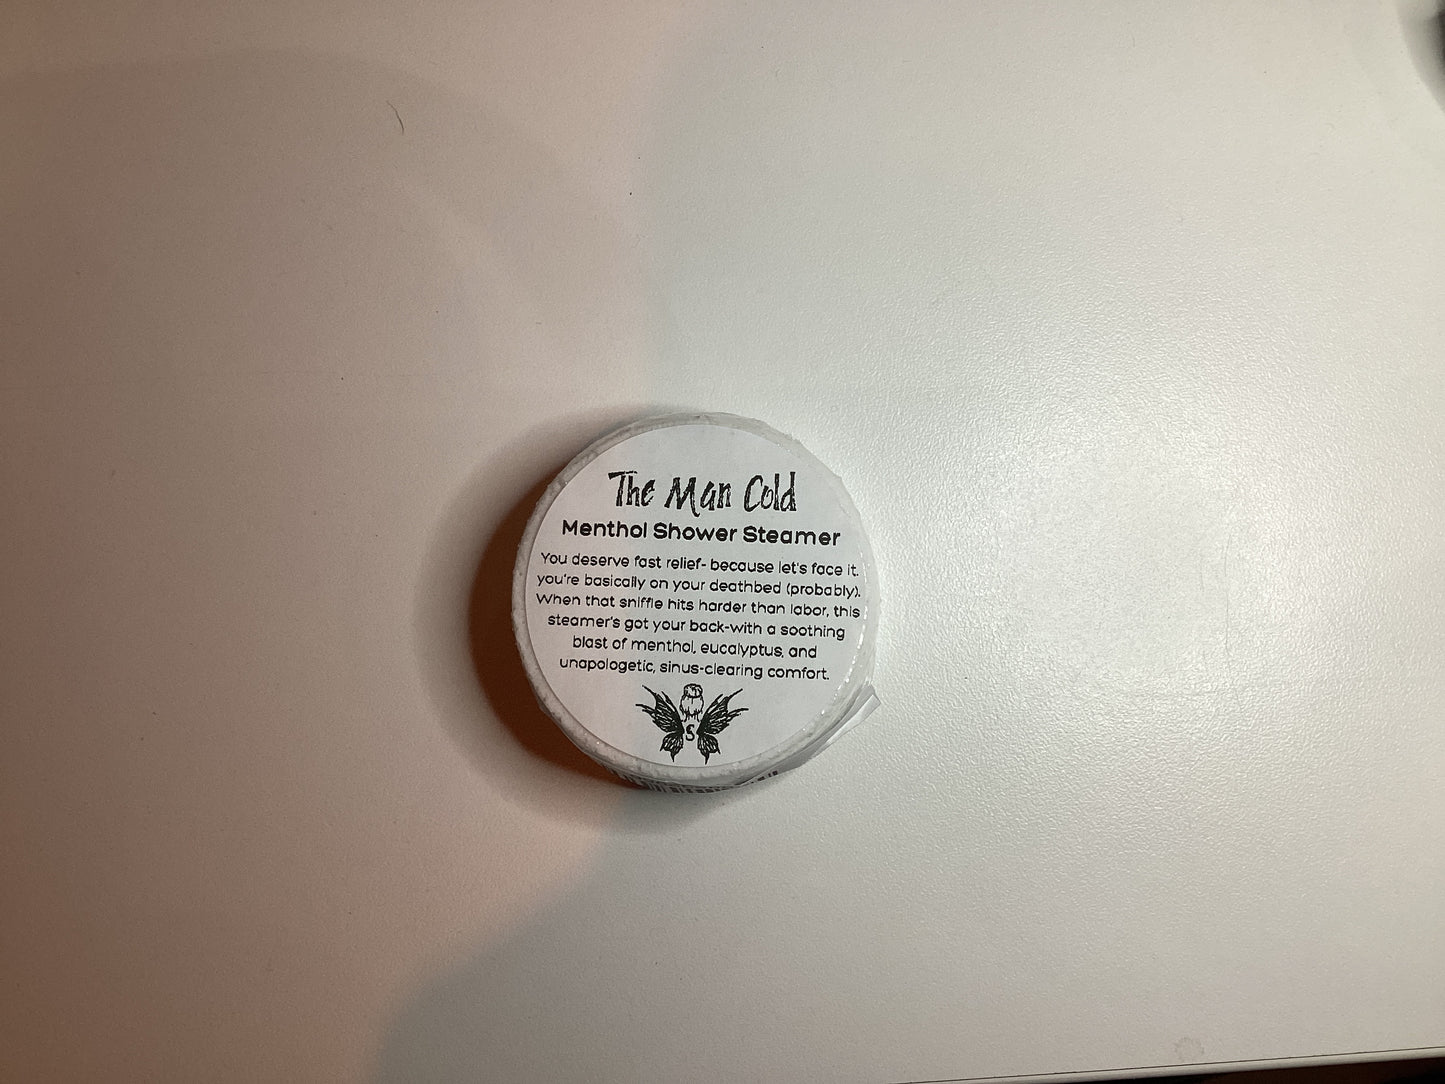 The Man Cold
Menthol Shower Steamer
You deserve fast relief- because let's face it.
you're basically on your deathbed (probably).
When that sniffle hits harder than labor, this
steamer's got your back-with a soothing
blast of menthol, eucalyptus, and
unapologetic, sinus-clearing comfort.
S